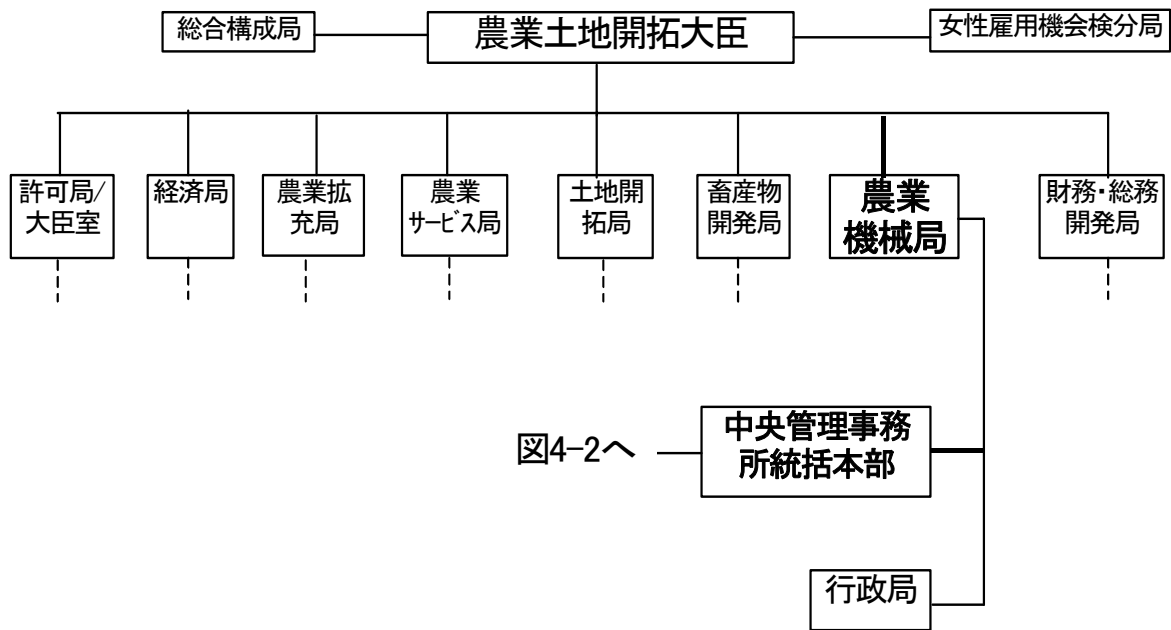 総合構成局
農業土地開拓大臣
女性雇用機会検分局
許可局/
大臣室
経済局
農業拡
充局
農業
サービス局
土地開
拓局
畜産物
開発局
農業
機械局
財務・総務
開発局
図4-2へ
中央管理事務
所統括本部
行政局